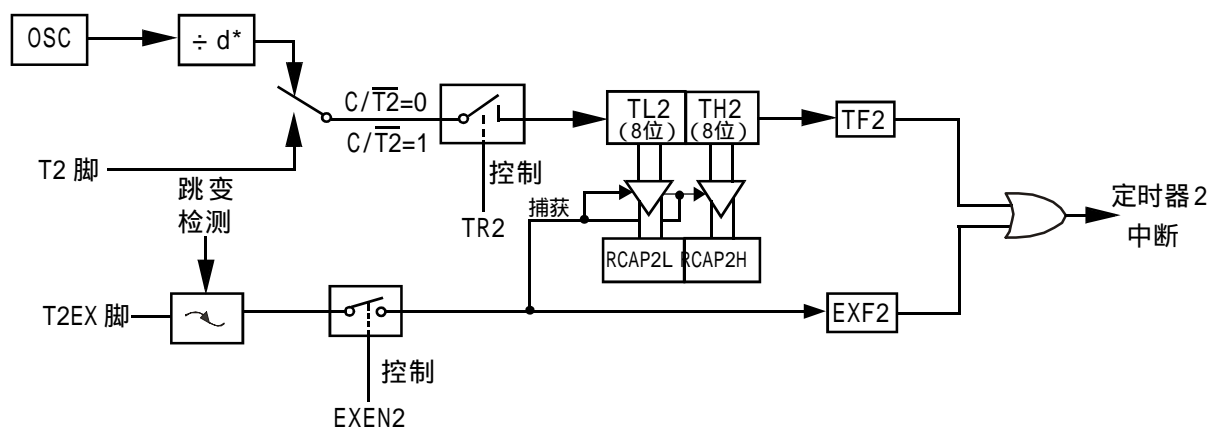 OSC
÷ d*
C/T2=0
C/T2=1
TL2
(8位)
TH2
(8位)
TF2
T2 脚
控制
TR2
跳变
检测
捕获
定时器2
中断
RCAP2L
RCAP2H
T2EX 脚
EXF2
控制
EXEN2